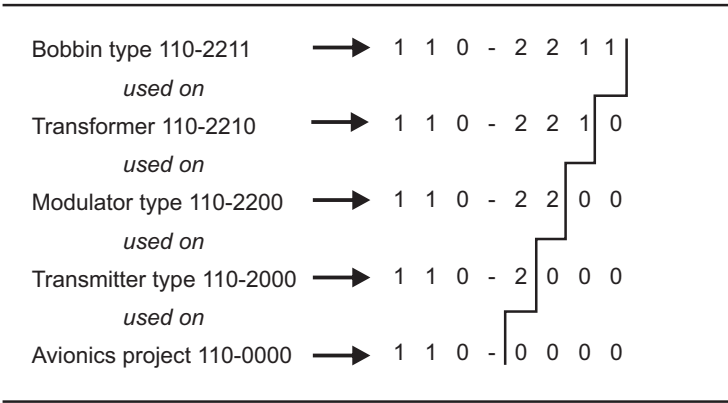 Bobbin type 110-2211 1 1 0 - 2 2 1 1
used on
Transformer 110-2210 1 1 0 - 2 2 1 0
used on
Modulator type 110-2200 1 1 0 - 2 2 0 0
used on
Transmitter type 110-2000 1 1 0 - 2 0 0 0
used on
Avionics project 110-0000 1 1 0 - 0 0 0 0